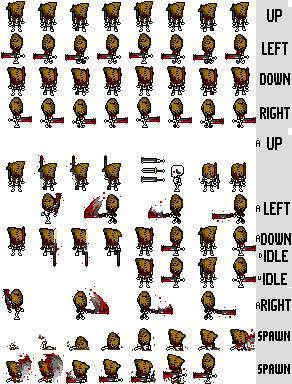 UP
LEFT
DOWN
RIGHT
A UP
A LEFT
A DOWN
D IDLE
U IDLE
A RIGHT
SPAWN
SPAWN